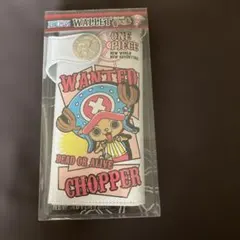 WALLET
ONE
PIECE
WANTED
DEAD OR ALIVE
CHOPPER